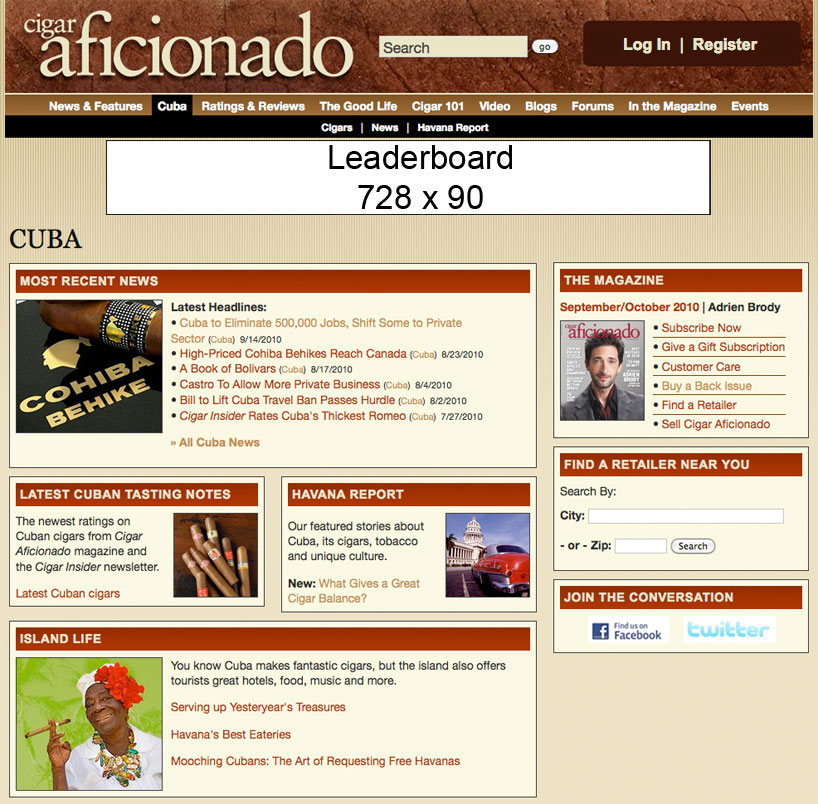 cigar
aficionado
Search
go
Log In | Register
News & Features Cuba Ratings & Reviews The Good Life Cigar 101 Video Blogs Forums In the Magazine Events
Cigars | News | Havana Report
Leaderboard
728 x 90
CUBA
MOST RECENT NEWS
COHIBA
BEHIKE
Latest Headlines:
• Cuba to Eliminate 500,000 Jobs, Shift Some to Private
Sector (Cuba) 9/14/2010
• High-Priced Cohiba Behikes Reach Canada (Cuba) 8/23/2010
• A Book of Bolivars (Cuba) 8/17/2010
• Castro To Allow More Private Business (Cuba) 8/4/2010
• Bill to Lift Cuba Travel Ban Passes Hurdle (Cuba) 8/2/2010
• Cigar Insider Rates Cuba's Thickest Romeo (Cuba) 7/27/2010
» All Cuba News
THE MAGAZINE
September/October 2010 | Adrien Brody
cigar
aficionado
ADRIEN
BRODY
• Subscribe Now
• Give a Gift Subscription
• Customer Care
• Buy a Back Issue
• Find a Retailer
• Sell Cigar Aficionado
LATEST CUBAN TASTING NOTES
The newest ratings on
Cuban cigars from Cigar
Aficionado magazine and
the Cigar Insider newsletter.
Latest Cuban cigars
HAVANA REPORT
Our featured stories about
Cuba, its cigars, tobacco
and unique culture.
New: What Gives a Great
Cigar Balance?
FIND A RETAILER NEAR YOU
Search By:
City:
- or - Zip:
Search
JOIN THE CONVERSATION
Find us on
Facebook
twitter
ISLAND LIFE
You know Cuba makes fantastic cigars, but the island also offers
tourists great hotels, food, music and more.
Serving up Yesteryear's Treasures
Havana's Best Eateries
Mooching Cubans: The Art of Requesting Free Havanas